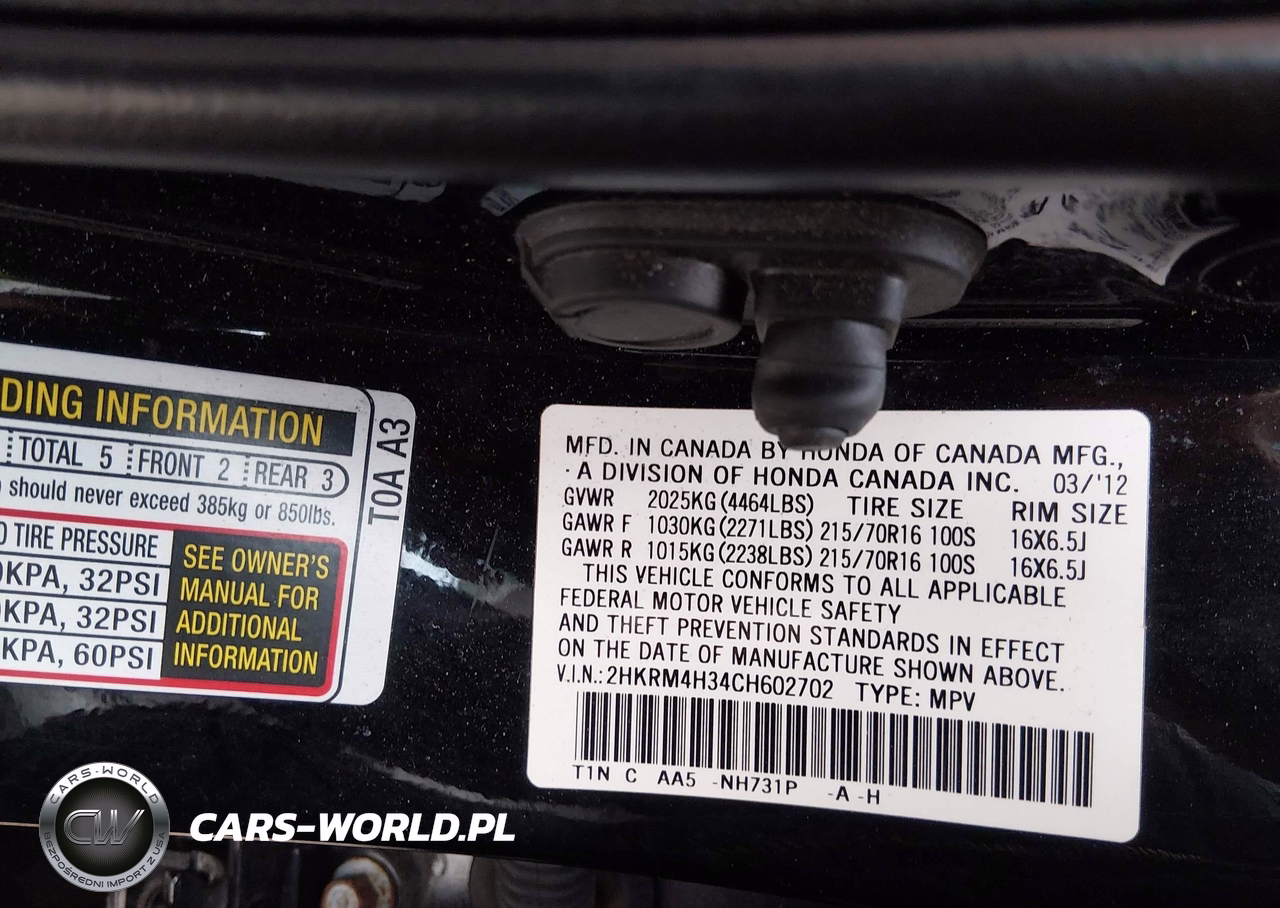 DING INFORMATION
TOTAL 5 FRONT 2 REAR 3
should never exceed 385kg or 850lbs.
TIRE PRESSURE
KPA, 32PSI
KPA, 32PSI
KPA, 60PSI
SEE OWNER'S
MANUAL FOR
ADDITIONAL
INFORMATION
T0A A3
MFD. IN CANADA BY HONDA OF CANADA MFG.,
A DIVISION OF HONDA CANADA INC. 03/'12
GVWR 2025KG(4464LBS) TIRE SIZE RIM SIZE
GAWR F 1030KG(2271LBS) 215/70R16 100S 16X6.5J
GAWR R 1015KG(2238LBS) 215/70R16 100S 16X6.5J
THIS VEHICLE CONFORMS TO ALL APPLICABLE
FEDERAL MOTOR VEHICLE SAFETY
AND THEFT PREVENTION STANDARDS IN EFFECT
ON THE DATE OF MANUFACTURE SHOWN ABOVE.
V.I.N.: 2HKRM4H34CH602702 TYPE: MPV
T1N C AA5 -NH731P -A -H
CARS-WORLD
CW
BEZPOŚREDNI IMPORT Z USA
CARS-WORLD.PL